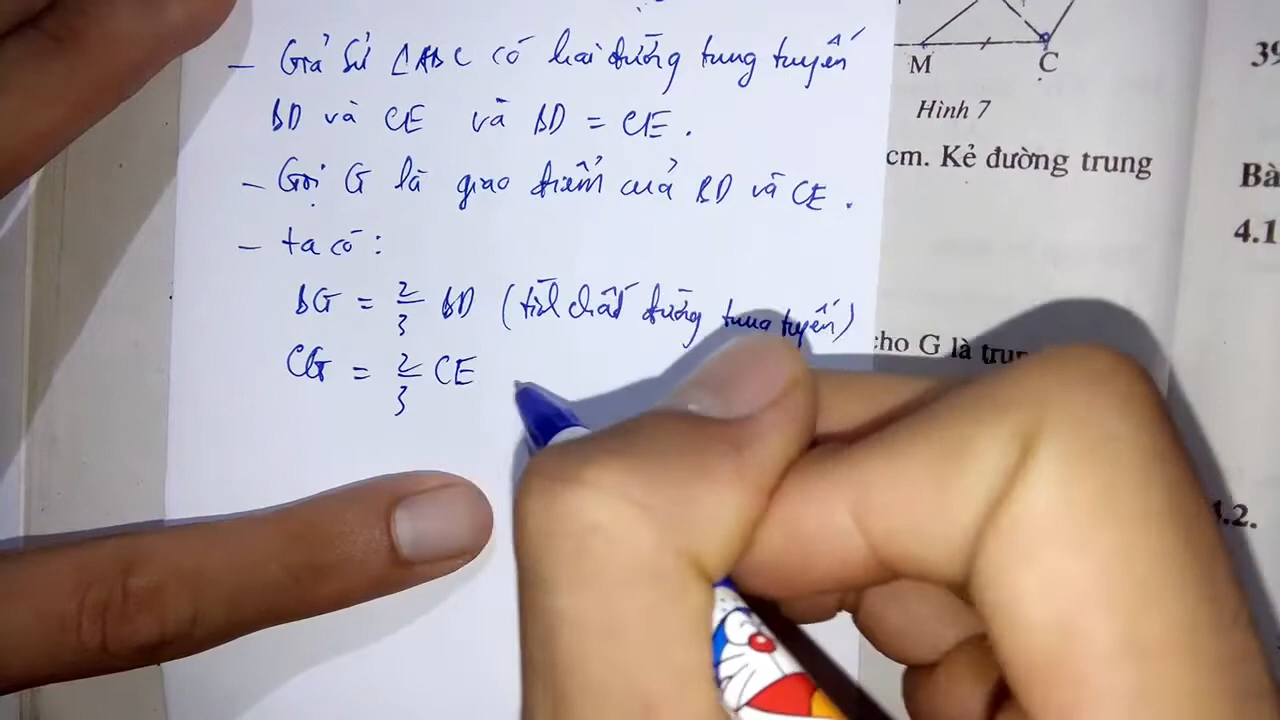 - Giả sử △ABC có hai đường trung tuyến
BD và CE và BD = CE.
- Gọi G là giao điểm của BD và CE.
- ta có:
BG = 2/3 BD (tính chất đường trung tuyến)
CG = 2/3 CE
M C
Hình 7
cm. Kẻ đường trung
cho G là trun
39
Bà
4.1
.2.